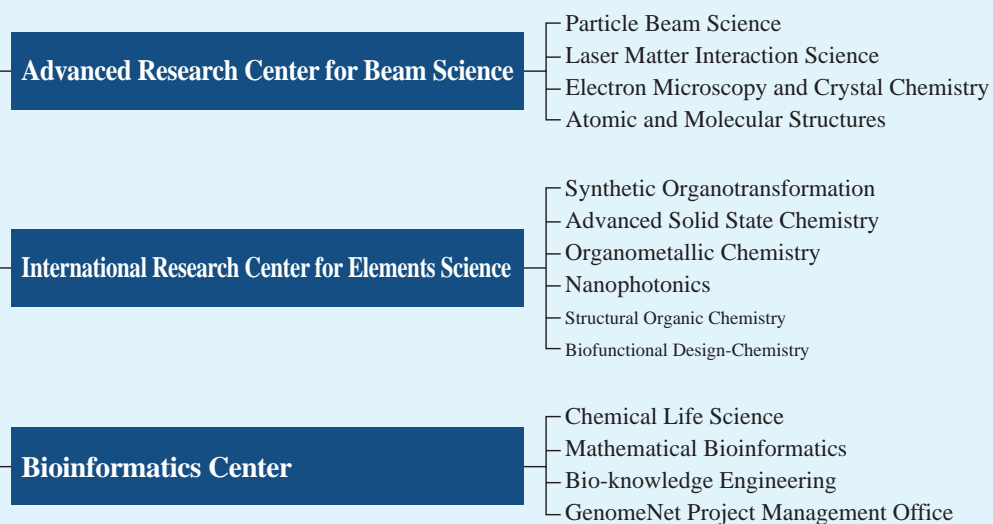 Advanced Research Center for Beam Science
Particle Beam Science
Laser Matter Interaction Science
Electron Microscopy and Crystal Chemistry
Atomic and Molecular Structures
International Research Center for Elements Science
Synthetic Organotransformation
Advanced Solid State Chemistry
Organometallic Chemistry
Nanophotonics
Structural Organic Chemistry
Biofunctional Design-Chemistry
Bioinformatics Center
Chemical Life Science
Mathematical Bioinformatics
Bio-knowledge Engineering
GenomeNet Project Management Office